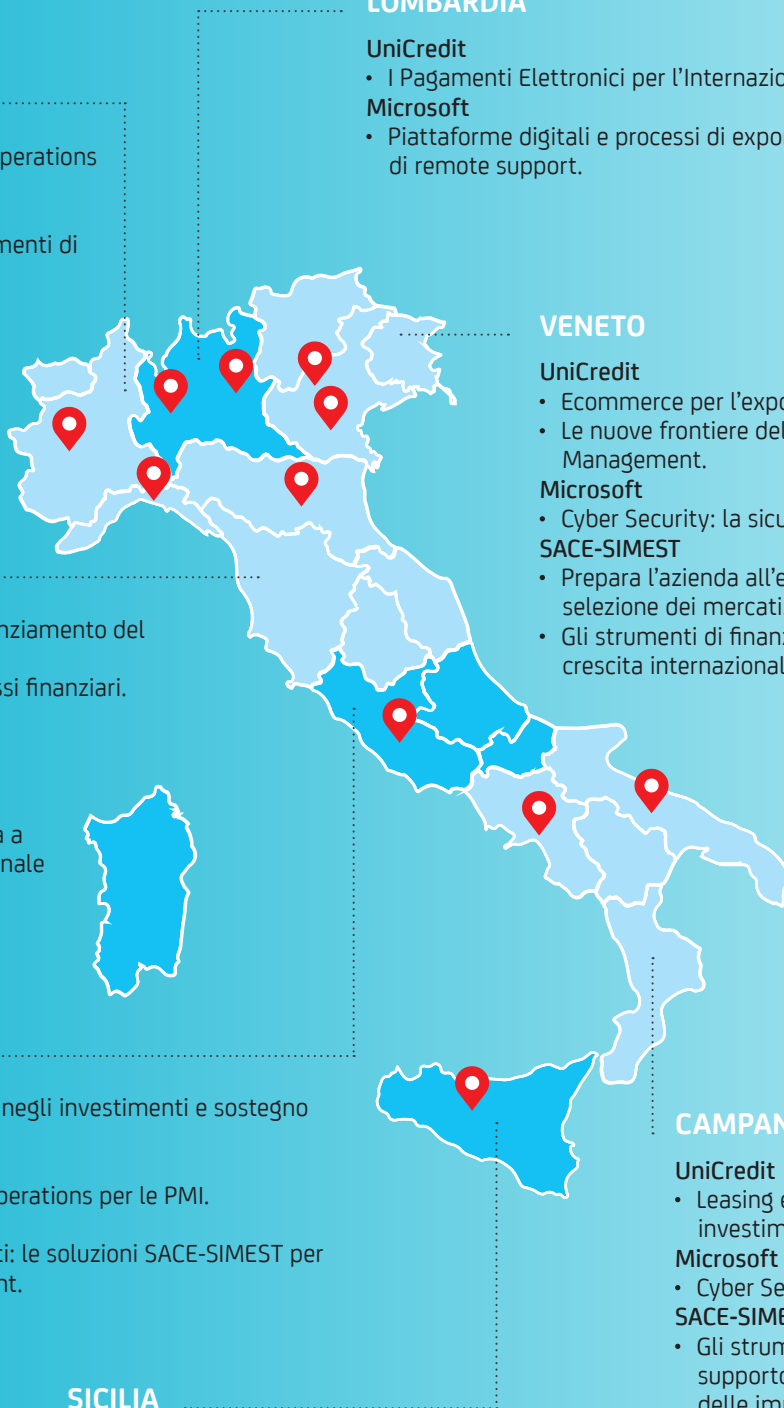 LOMBARDIA
UniCredit
• I Pagamenti Elettronici per l'Internazio
Microsoft
• Piattaforme digitali e processi di expo
di remote support.
perations
menti di
VENETO
UniCredit
• Ecommerce per l'expo
• Le nuove frontiere del
Management.
Microsoft
• Cyber Security: la sicu
SACE-SIMEST
• Prepara l'azienda all'e
selezione dei mercati
• Gli strumenti di finanz
crescita internazional
nziamento del
ssi finanziari.
a a
nale
negli investimenti e sostegno
perations per le PMI.
ti: le soluzioni SACE-SIMEST per
nt.
CAMPAN
UniCredit
• Leasing e
investim
Microsoft
• Cyber Se
SACE-SIME
• Gli strum
supporto
delle im
SICILIA